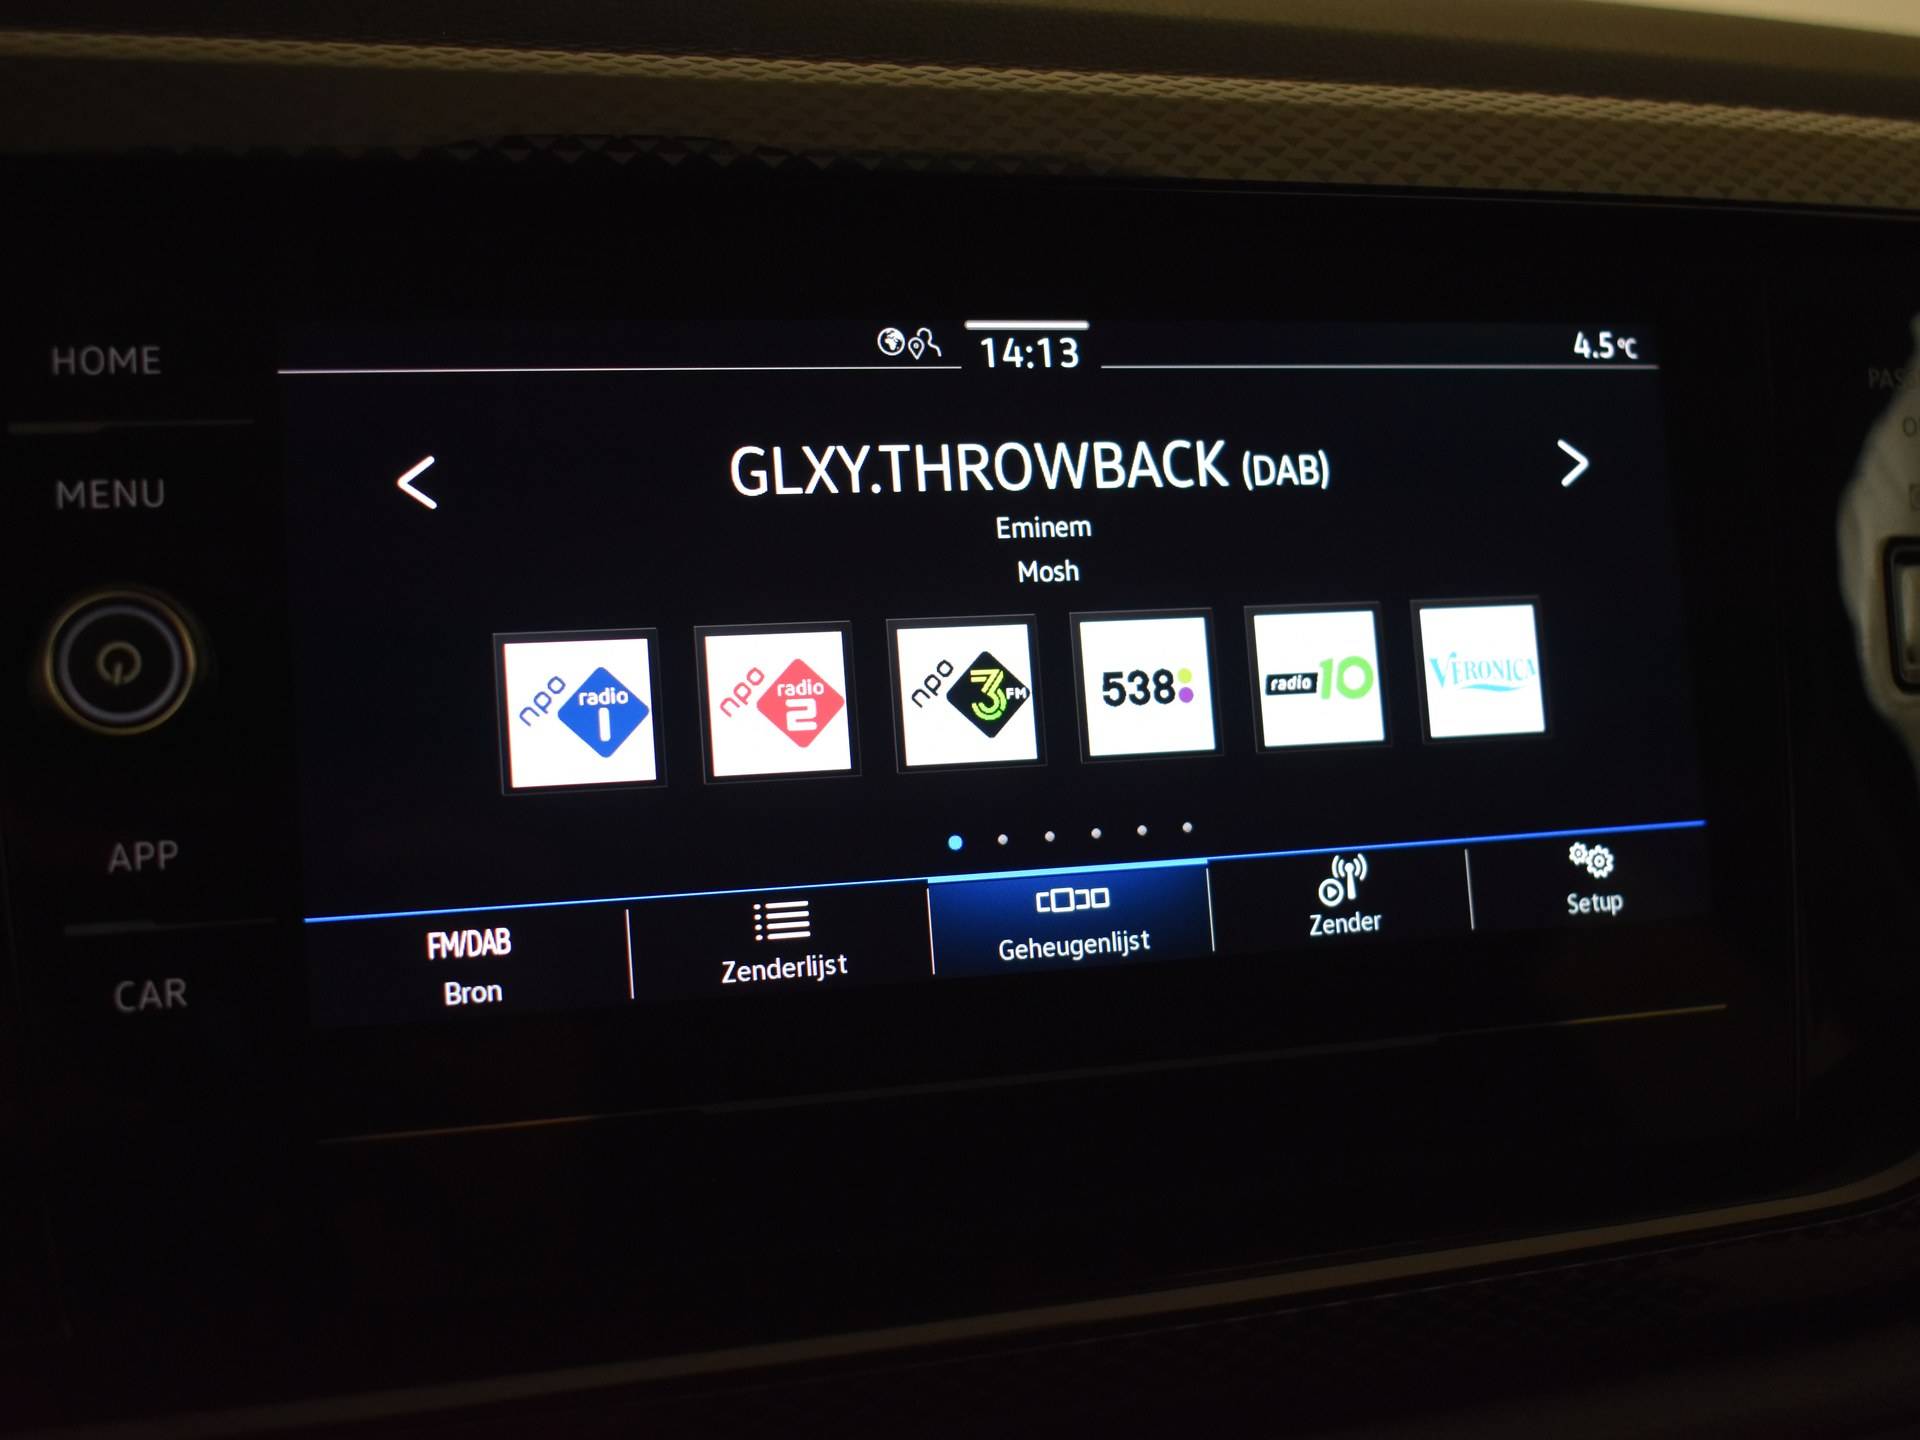 HOME
MENU
APP
CAR
14:13
4.5°C
GLXY.THROWBACK (DAB)
Eminem
Mosh
npo radio 1
npo radio 2
npo 3FM
538
radio 10
VERONICA
FM/DAB
Bron
Zenderlijst
Geheugenlijst
Zender
Setup